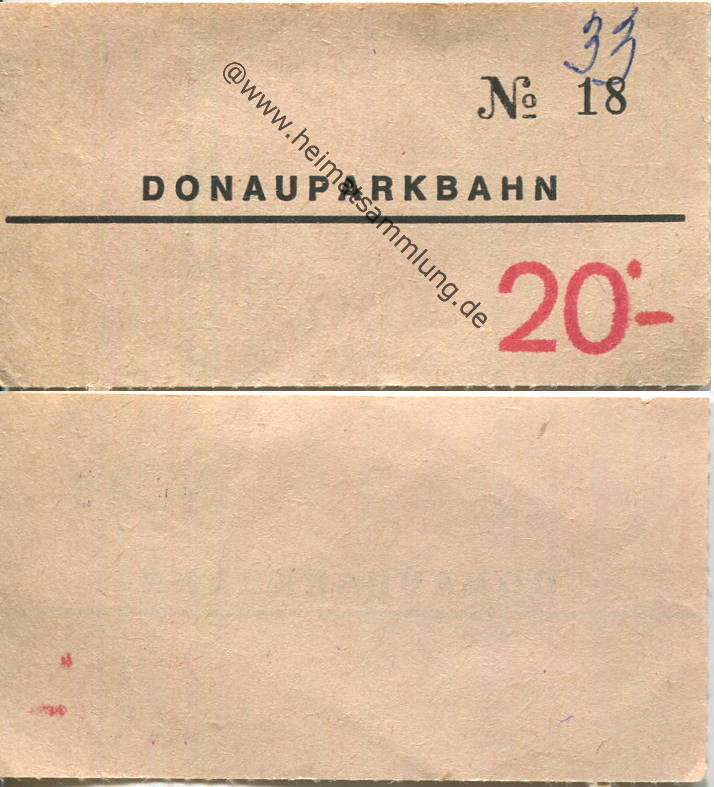 33
№ 18
DONAUPARKBAHN
20.-
@www.heimatsammlung.de